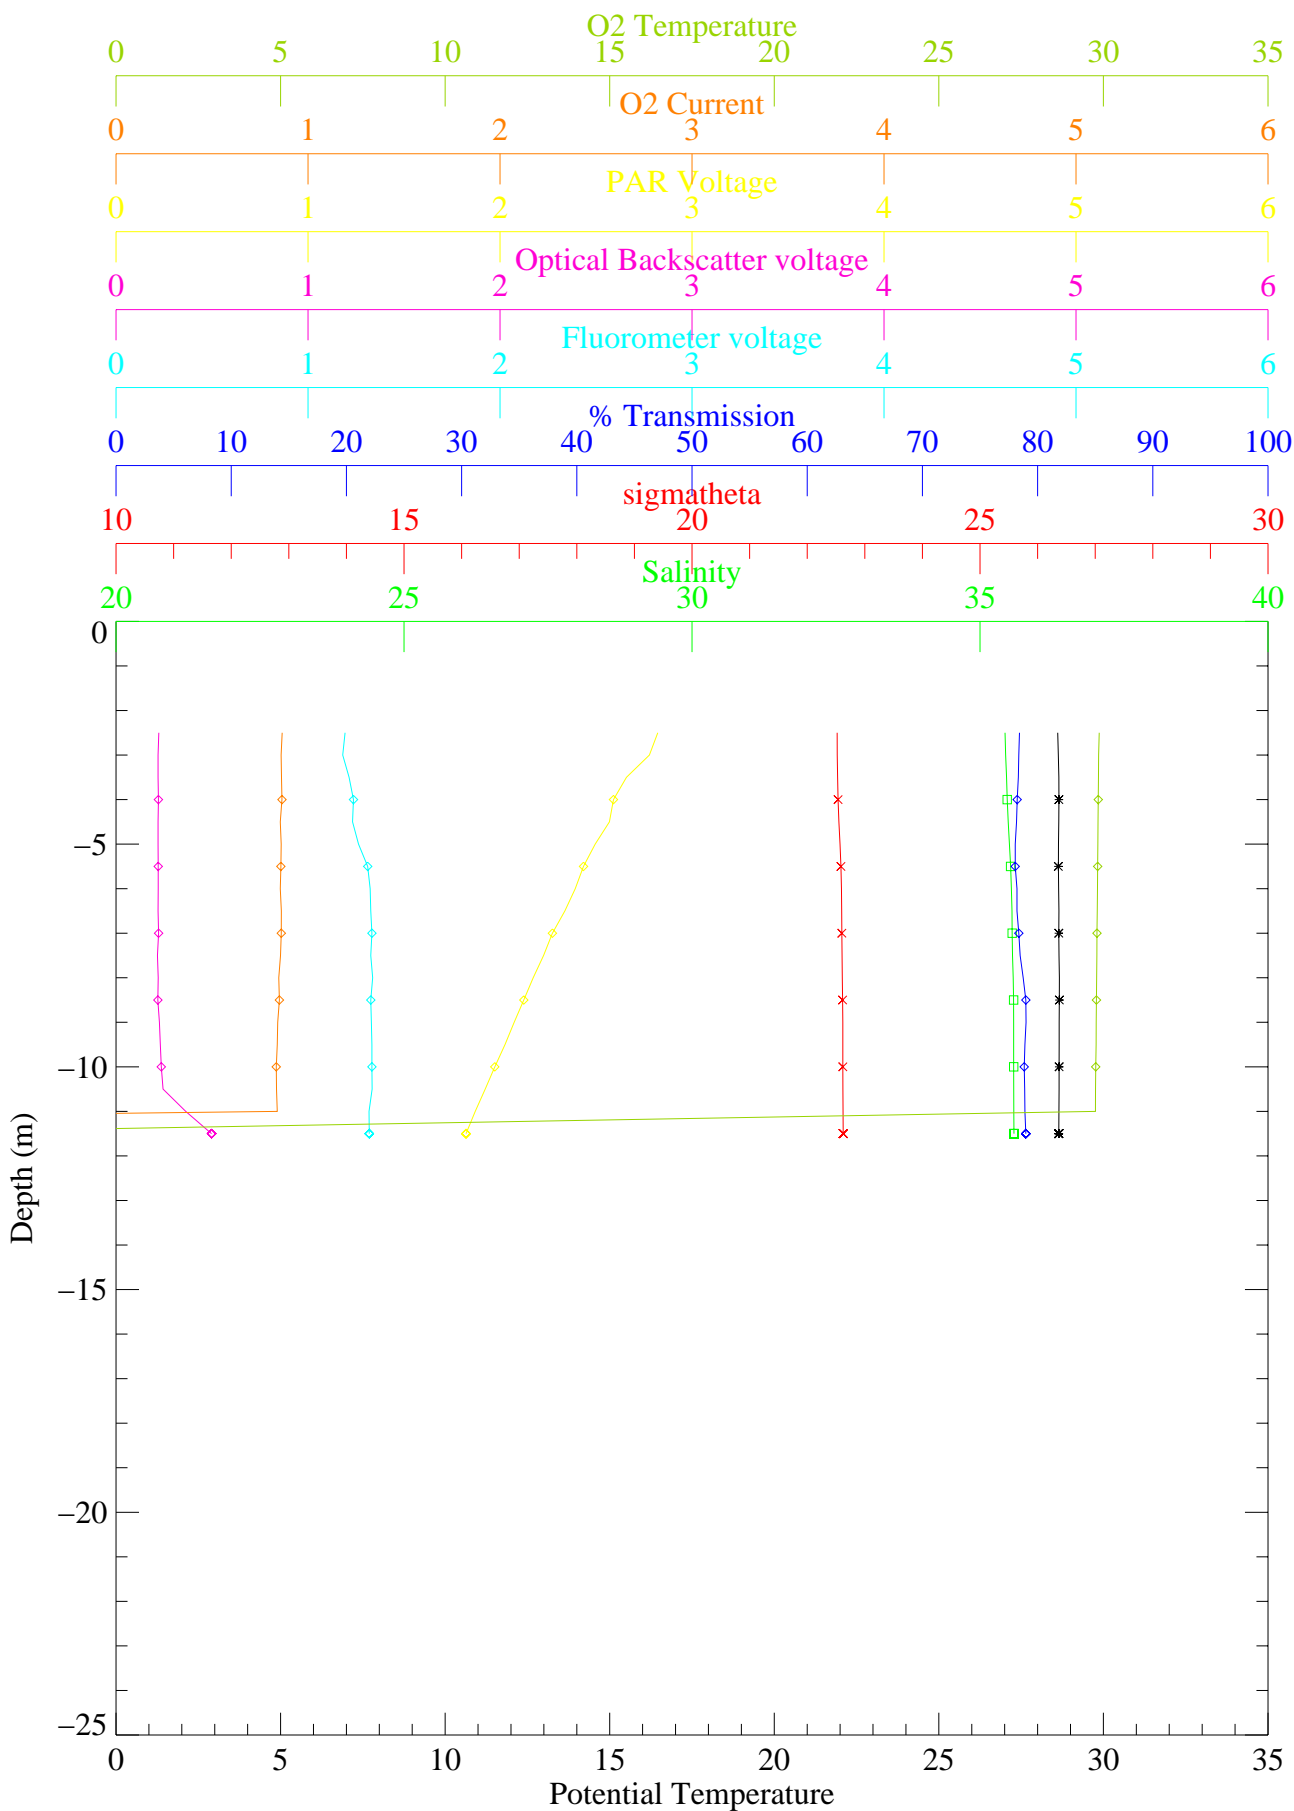 O2 Temperature
0 5 10 15 20 25 30 35
O2 Current
0 1 2 3 4 5 6
PAR Voltage
0 1 2 3 4 5 6
Optical Backscatter voltage
0 1 2 3 4 5 6
Fluorometer voltage
0 1 2 3 4 5 6
% Transmission
0 10 20 30 40 50 60 70 80 90 100
sigmatheta
10 15 20 25 30
Salinity
20 25 30 35 40
0
−5
−10
Depth (m)
−15
−20
−25
0 5 10 15 20 25 30 35
Potential Temperature